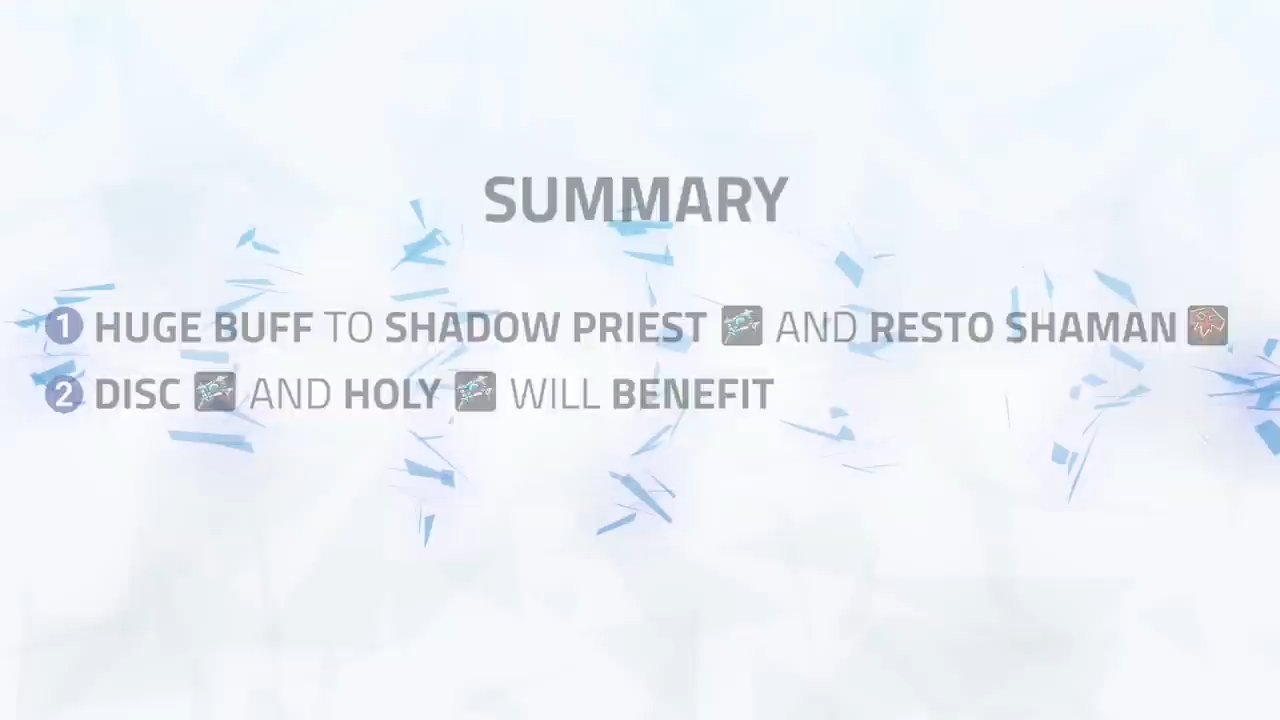 SUMMARY
1 HUGE BUFF TO SHADOW PRIEST AND RESTO SHAMAN
2 DISC AND HOLY WILL BENEFIT